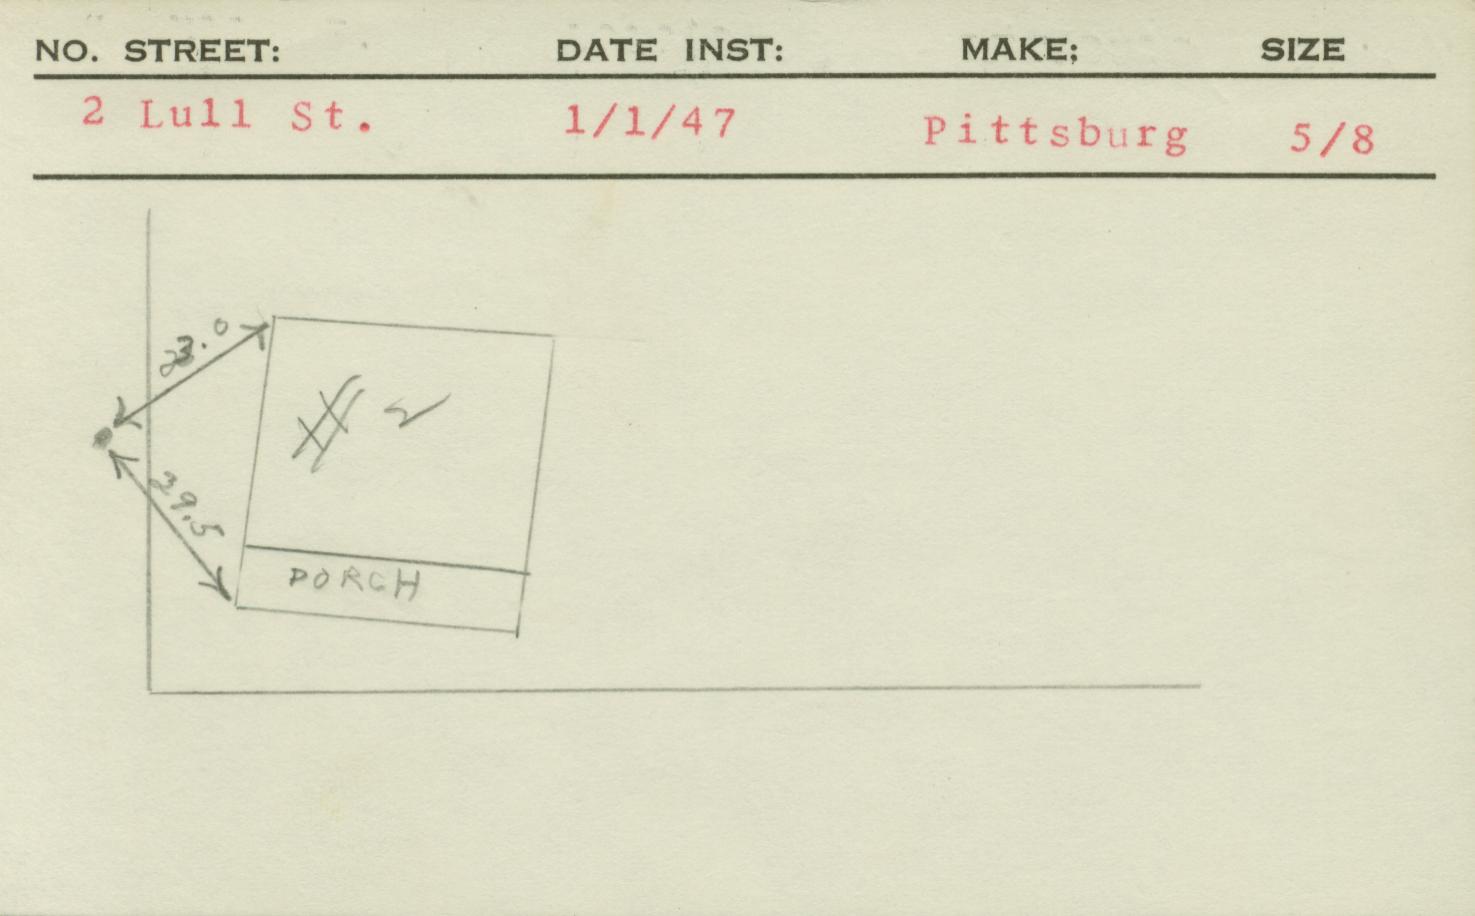 NO. STREET: DATE INST: MAKE; SIZE
2 Lull St. 1/1/47 Pittsburg 5/8
23.0
# 2
29.5
PORCH